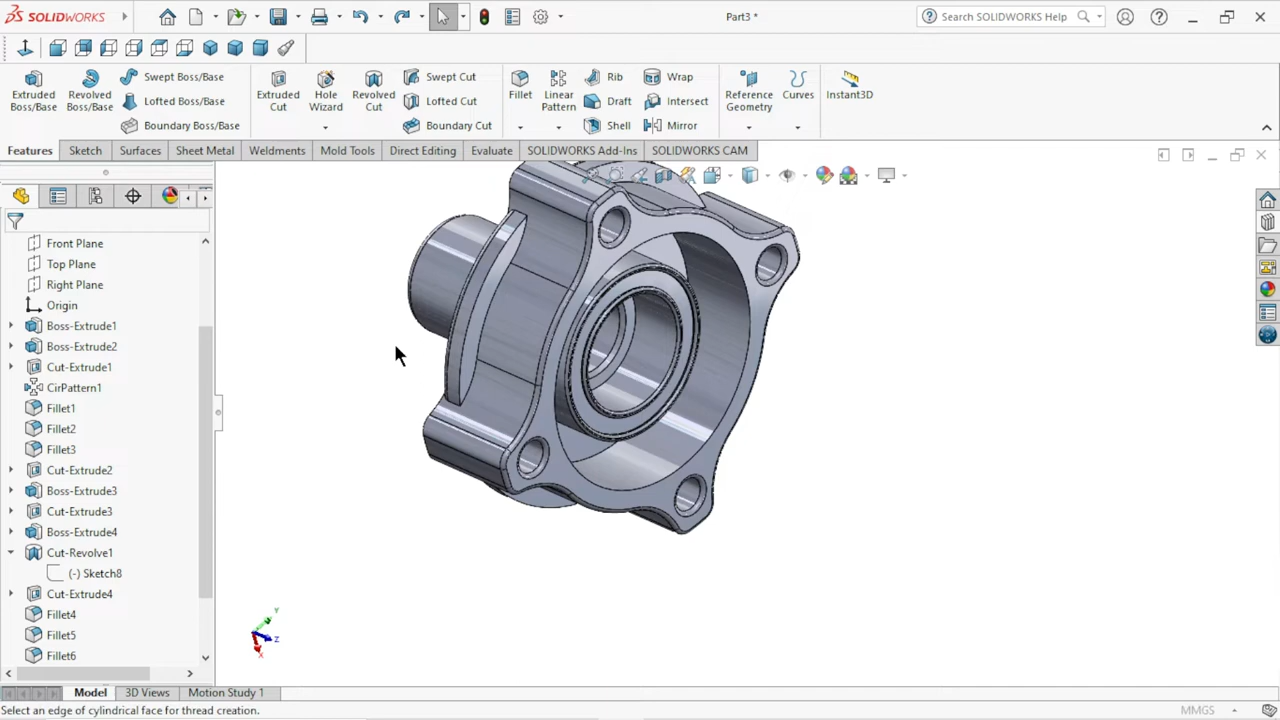 SOLIDWORKS
Part3 *
Search SOLIDWORKS Help
Extruded Boss/Base
Revolved Boss/Base
Swept Boss/Base
Lofted Boss/Base
Boundary Boss/Base
Extruded Cut
Hole Wizard
Revolved Cut
Swept Cut
Lofted Cut
Boundary Cut
Fillet
Linear Pattern
Rib
Draft
Shell
Wrap
Intersect
Mirror
Reference Geometry
Curves
Instant3D
Features
Sketch
Surfaces
Sheet Metal
Weldments
Mold Tools
Direct Editing
Evaluate
SOLIDWORKS Add-Ins
SOLIDWORKS CAM
Front Plane
Top Plane
Right Plane
Origin
Boss-Extrude1
Boss-Extrude2
Cut-Extrude1
CirPattern1
Fillet1
Fillet2
Fillet3
Cut-Extrude2
Boss-Extrude3
Cut-Extrude3
Boss-Extrude4
Cut-Revolve1
(-) Sketch8
Cut-Extrude4
Fillet4
Fillet5
Fillet6
Y
Z
X
Model
3D Views
Motion Study 1
Select an edge of cylindrical face for thread creation.
MMGS